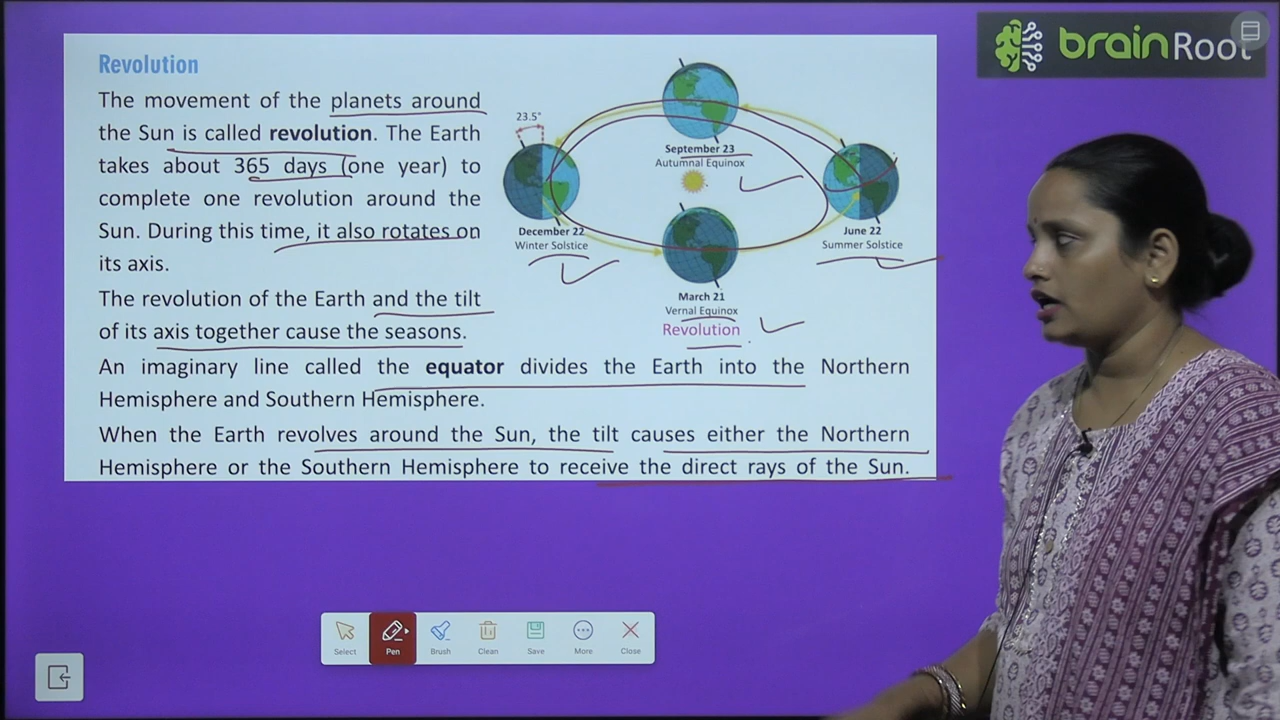 brainRoot
Revolution
The movement of the planets around
the Sun is called revolution. The Earth
takes about 365 days (one year) to
complete one revolution around the
Sun. During this time, it also rotates on
its axis.
The revolution of the Earth and the tilt
of its axis together cause the seasons.
An imaginary line called the equator divides the Earth into the Northern
Hemisphere and Southern Hemisphere.
When the Earth revolves around the Sun, the tilt causes either the Northern
Hemisphere or the Southern Hemisphere to receive the direct rays of the Sun.
23.5°
September 23
Autumnal Equinox
December 22
Winter Solstice
June 22
Summer Solstice
March 21
Vernal Equinox
Revolution
Select
Pen
Brush
Clean
Save
More
Close